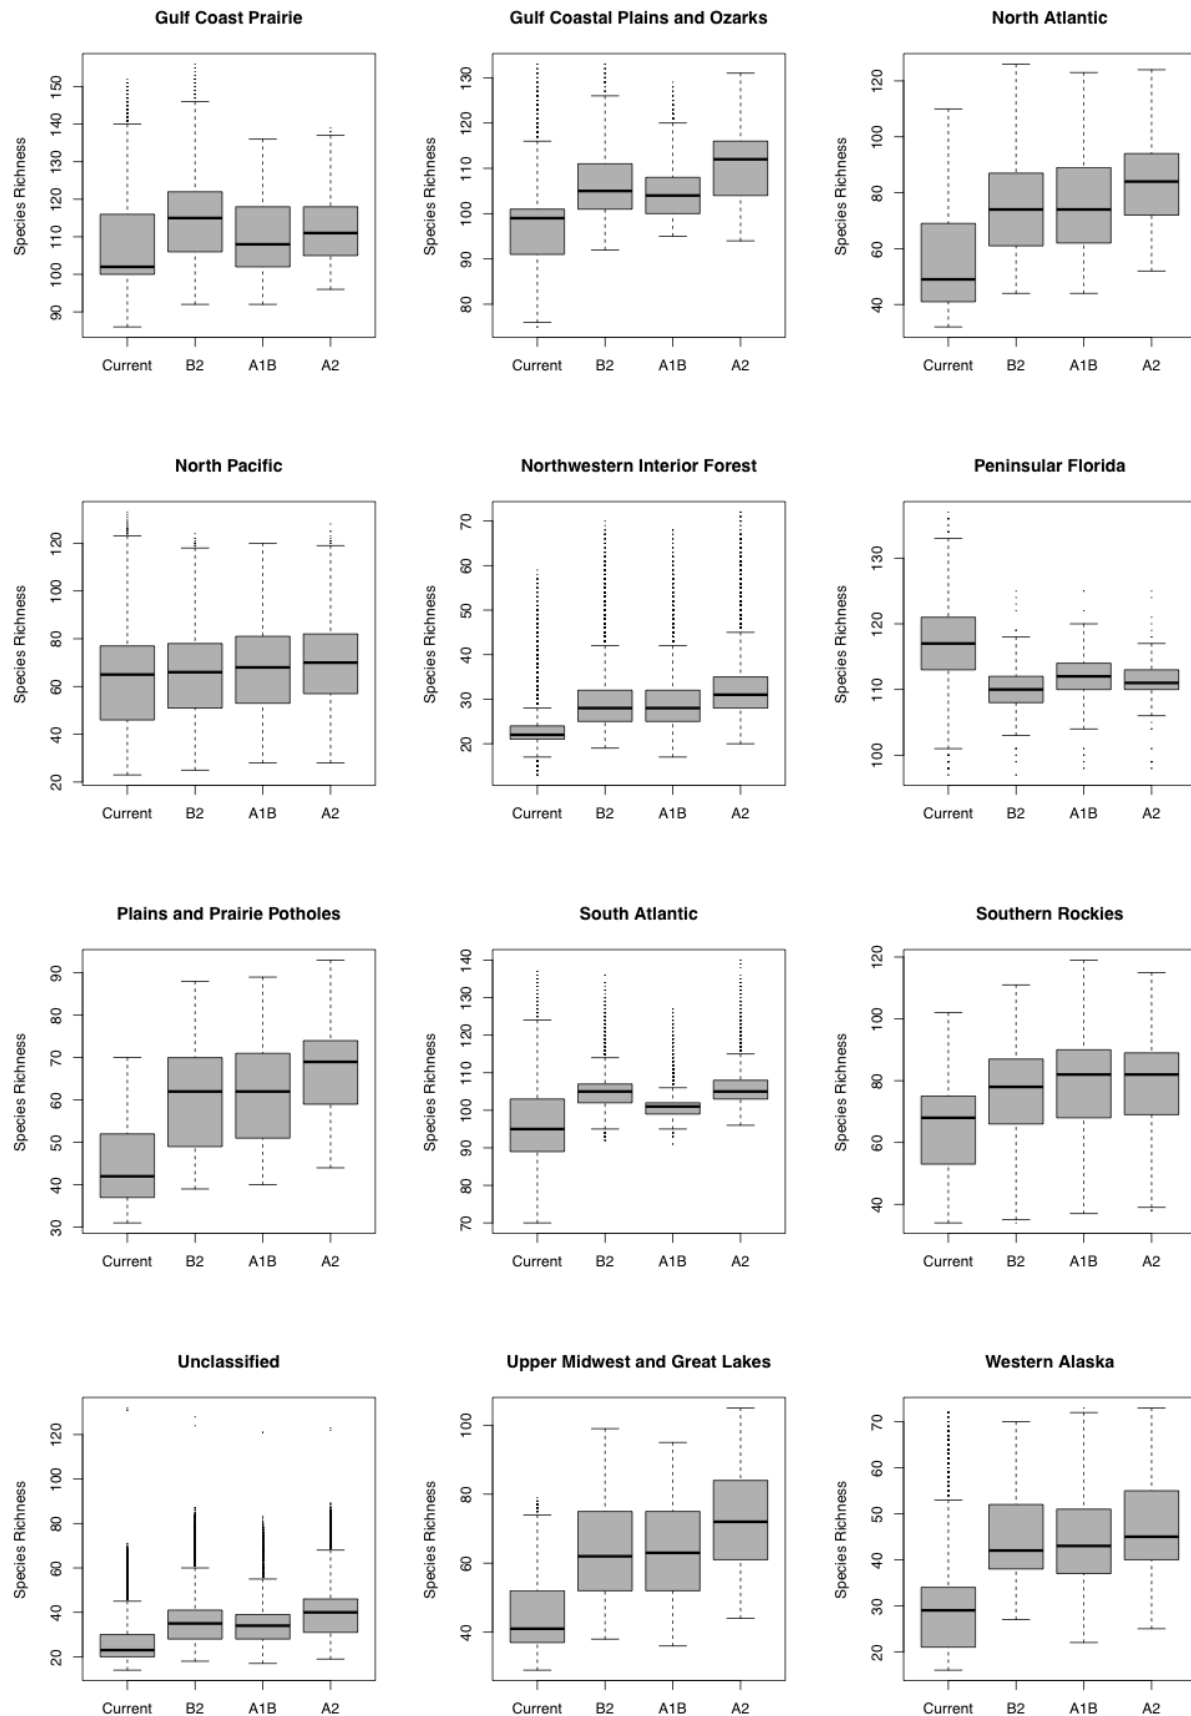 Gulf Coast Prairie
Species Richness
90 100 110 120 130 140 150
Current B2 A1B A2
Gulf Coastal Plains and Ozarks
Species Richness
80 90 100 110 120 130
Current B2 A1B A2
North Atlantic
Species Richness
40 60 80 100 120
Current B2 A1B A2
North Pacific
Species Richness
20 40 60 80 100 120
Current B2 A1B A2
Northwestern Interior Forest
Species Richness
20 30 40 50 60 70
Current B2 A1B A2
Peninsular Florida
Species Richness
100 110 120 130
Current B2 A1B A2
Plains and Prairie Potholes
Species Richness
30 40 50 60 70 80 90
Current B2 A1B A2
South Atlantic
Species Richness
70 80 90 100 110 120 130 140
Current B2 A1B A2
Southern Rockies
Species Richness
40 60 80 100 120
Current B2 A1B A2
Unclassified
Species Richness
20 40 60 80 100 120
Current B2 A1B A2
Upper Midwest and Great Lakes
Species Richness
40 60 80 100
Current B2 A1B A2
Western Alaska
Species Richness
20 30 40 50 60 70
Current B2 A1B A2